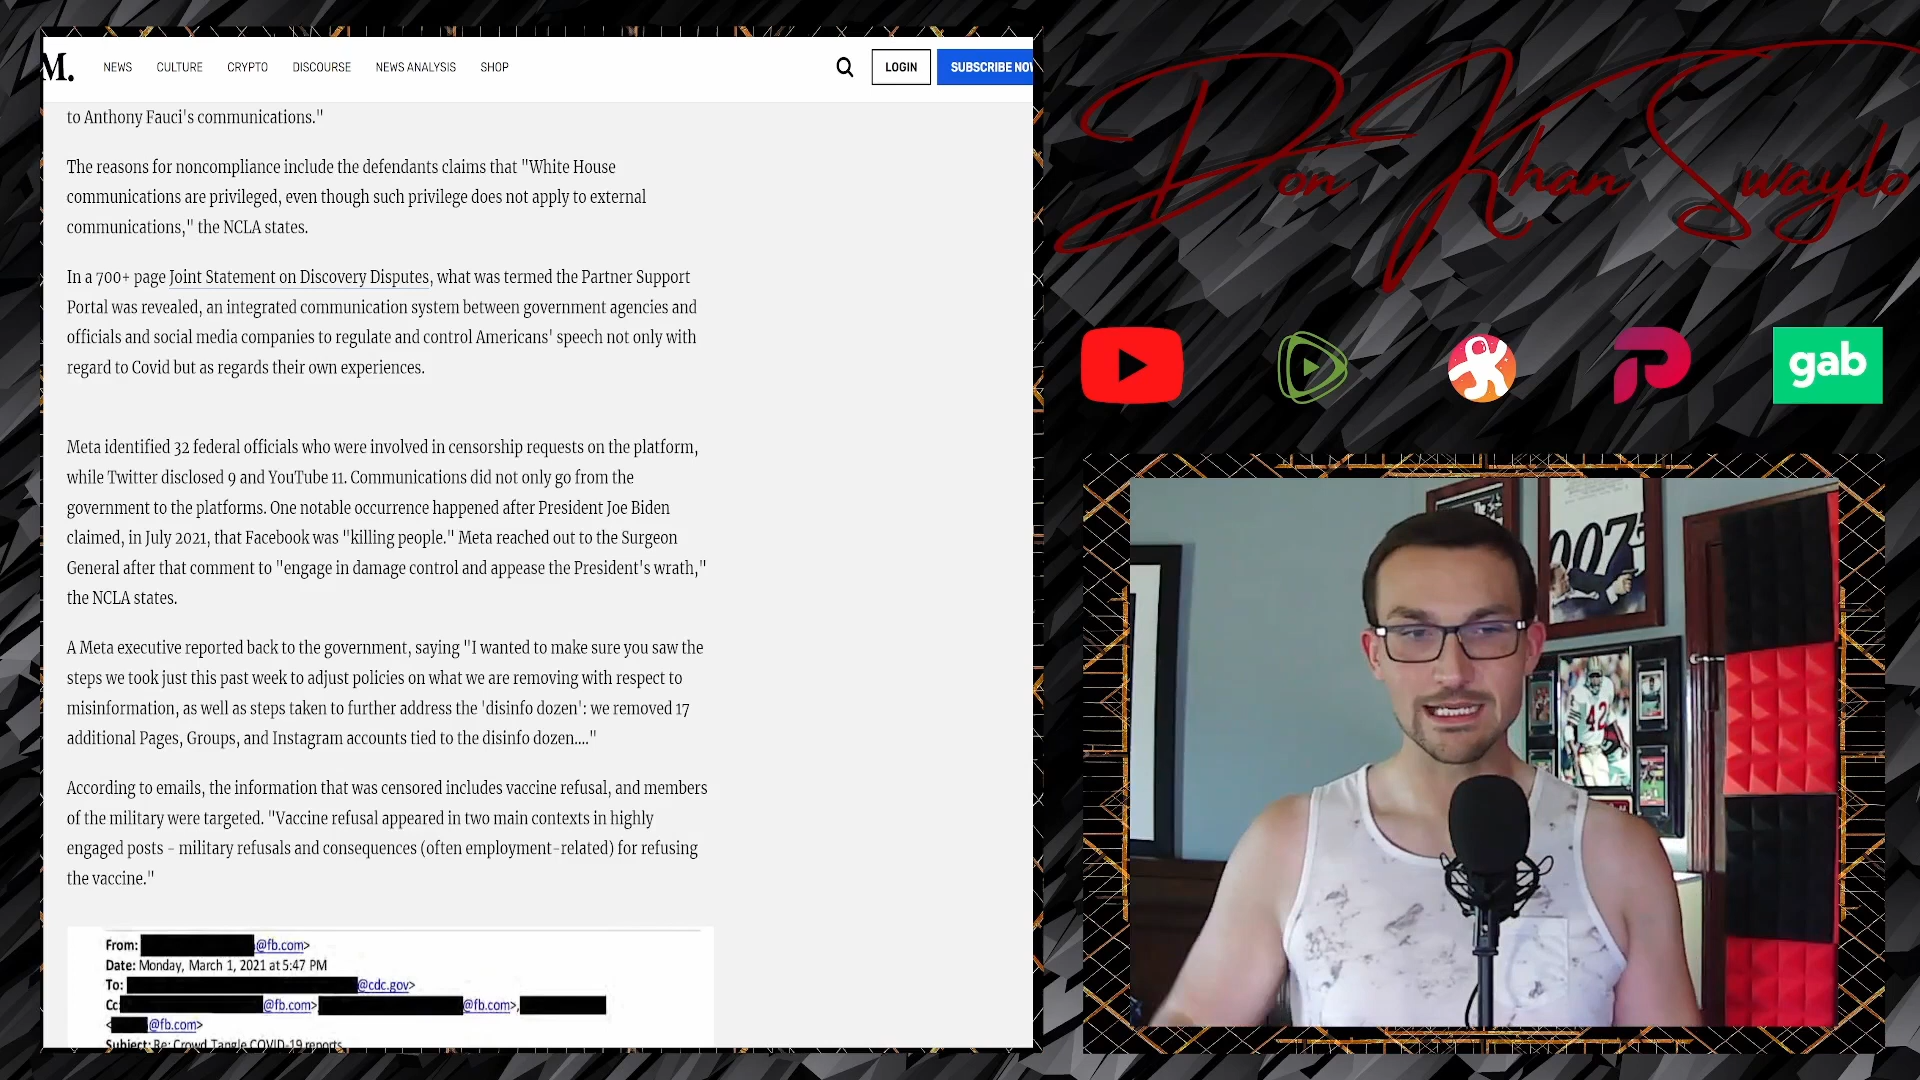 M.
NEWS CULTURE CRYPTO DISCOURSE NEWS ANALYSIS SHOP
LOGIN
SUBSCRIBE NOW
to Anthony Fauci's communications."
The reasons for noncompliance include the defendants claims that "White House
communications are privileged, even though such privilege does not apply to external
communications," the NCLA states.
In a 700+ page Joint Statement on Discovery Disputes, what was termed the Partner Support
Portal was revealed, an integrated communication system between government agencies and
officials and social media companies to regulate and control Americans' speech not only with
regard to Covid but as regards their own experiences.
Meta identified 32 federal officials who were involved in censorship requests on the platform,
while Twitter disclosed 9 and YouTube 11. Communications did not only go from the
government to the platforms. One notable occurrence happened after President Joe Biden
claimed, in July 2021, that Facebook was "killing people." Meta reached out to the Surgeon
General after that comment to "engage in damage control and appease the President's wrath,"
the NCLA states.
A Meta executive reported back to the government, saying "I wanted to make sure you saw the
steps we took just this past week to adjust policies on what we are removing with respect to
misinformation, as well as steps taken to further address the 'disinfo dozen': we removed 17
additional Pages, Groups, and Instagram accounts tied to the disinfo dozen...."
According to emails, the information that was censored includes vaccine refusal, and members
of the military were targeted. "Vaccine refusal appeared in two main contexts in highly
engaged posts - military refusals and consequences (often employment-related) for refusing
the vaccine."
From: @fb.com>
Date: Monday, March 1, 2021 at 5:47 PM
To: @cdc.gov>
Cc: @fb.com>, @fb.com>,
< @fb.com>
Subject: Re: Crowd Tangle COVID-19 reports
Don Khan Swaylo
gab
007
42